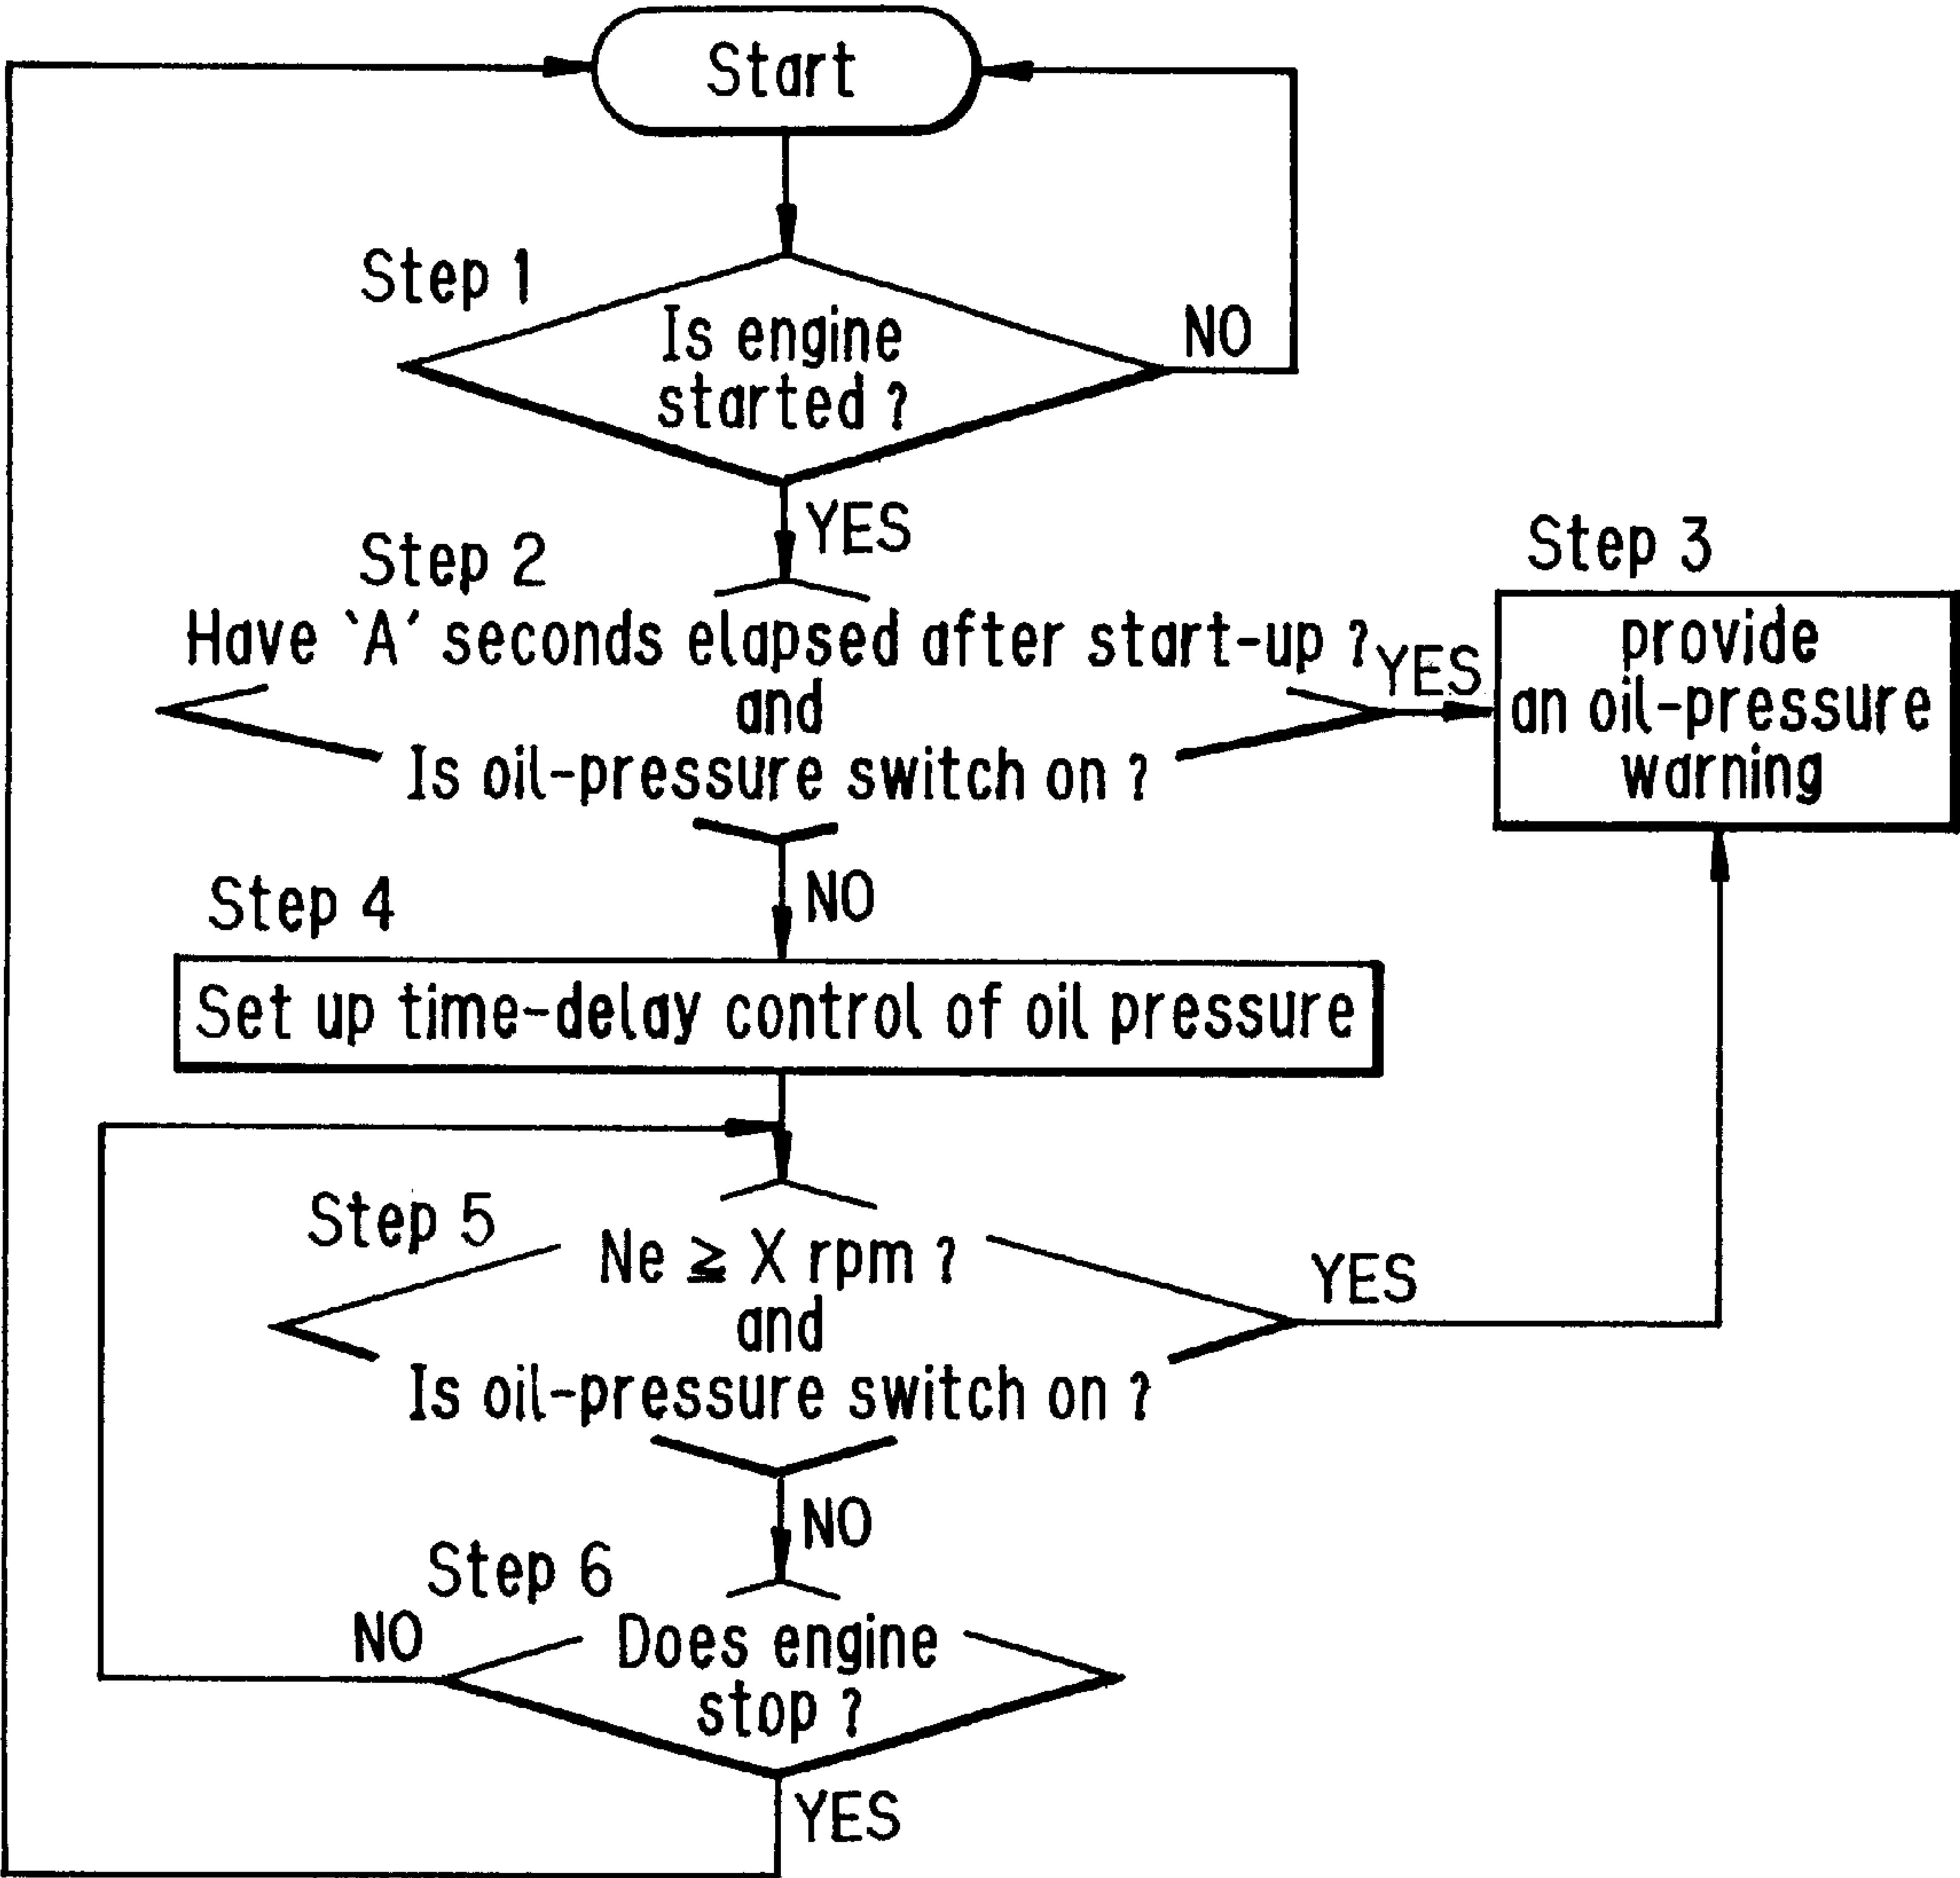 Start
Step 1
Is engine
started ?
NO
YES
Step 2
Have 'A' seconds elapsed after start-up ?
and
Is oil-pressure switch on ?
YES
Step 3
provide
an oil-pressure
warning
NO
Step 4
Set up time-delay control of oil pressure
Step 5
Ne ≧ X rpm ?
and
Is oil-pressure switch on ?
YES
NO
Step 6
Does engine
stop ?
NO
YES